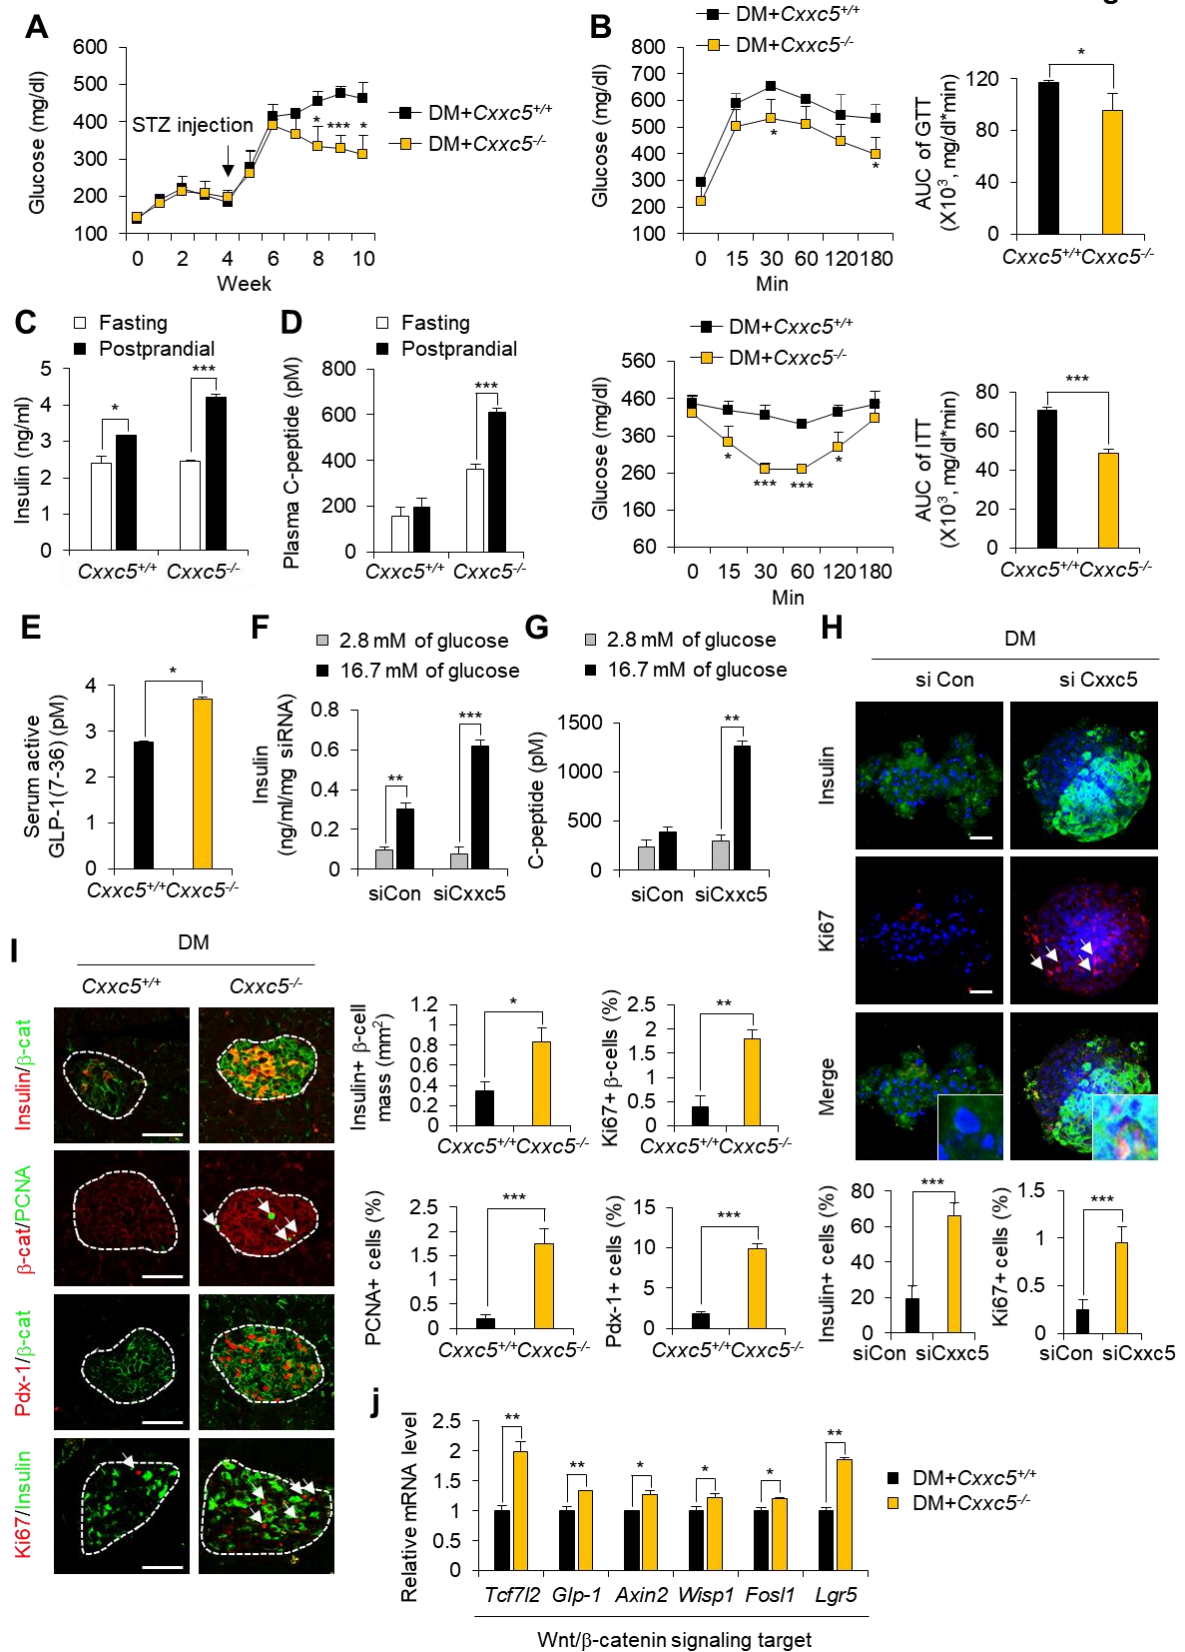 A
600
500
400
300
200
100
Glucose (mg/dl)
STZ injection
* *** *
DM+Cxxc5+/+
DM+Cxxc5-/-
0 2 4 6 8 10
Week
B
DM+Cxxc5+/+
DM+Cxxc5-/-
800
700
600
500
400
300
200
100
Glucose (mg/dl)
*
*
0 15 30 60 120 180
Min
AUC of GTT
(X10³, mg/dl*min)
120
80
40
0
*
Cxxc5+/+ Cxxc5-/-
C
Fasting
Postprandial
Insulin (ng/ml)
5
4
3
2
1
0
*
***
Cxxc5+/+ Cxxc5-/-
D
Fasting
Postprandial
Plasma C-peptide (pM)
800
600
400
200
0
***
Cxxc5+/+ Cxxc5-/-
DM+Cxxc5+/+
DM+Cxxc5-/-
560
460
360
260
160
60
Glucose (mg/dl)
* *** *** *
0 15 30 60 120 180
Min
AUC of ITT
(X10³, mg/dl*min)
80
60
40
20
0
***
Cxxc5+/+ Cxxc5-/-
E
Serum active
GLP-1(7-36) (pM)
4
3
2
1
0
*
Cxxc5+/+ Cxxc5-/-
F
2.8 mM of glucose
16.7 mM of glucose
Insulin
(ng/ml/mg siRNA)
0.8
0.6
0.4
0.2
0
**
***
siCon siCxxc5
G
2.8 mM of glucose
16.7 mM of glucose
C-peptide (pM)
1500
1000
500
0
**
siCon siCxxc5
H
DM
si Con si Cxxc5
Insulin
Ki67
Merge
Insulin+ cells (%)
80
60
40
20
0
***
siCon siCxxc5
Ki67+ cells (%)
1.5
1
0.5
0
***
siCon siCxxc5
I
DM
Cxxc5+/+ Cxxc5-/-
Insulin/β-cat
β-cat/PCNA
Pdx-1/β-cat
Ki67/Insulin
Insulin+ β-cell
mass (mm²)
1.2
1
0.8
0.6
0.4
0.2
0
*
Cxxc5+/+ Cxxc5-/-
Ki67+ β-cells (%)
2.5
2
1.5
1
0.5
0
**
Cxxc5+/+ Cxxc5-/-
PCNA+ cells (%)
2.5
2
1.5
1
0.5
0
***
Cxxc5+/+ Cxxc5-/-
Pdx-1+ cells (%)
15
10
5
0
***
Cxxc5+/+ Cxxc5-/-
j
Relative mRNA level
2.5
2
1.5
1
0.5
0
** ** * * * **
Tcf7l2 Glp-1 Axin2 Wisp1 Fosl1 Lgr5
Wnt/β-catenin signaling target
DM+Cxxc5+/+
DM+Cxxc5-/-